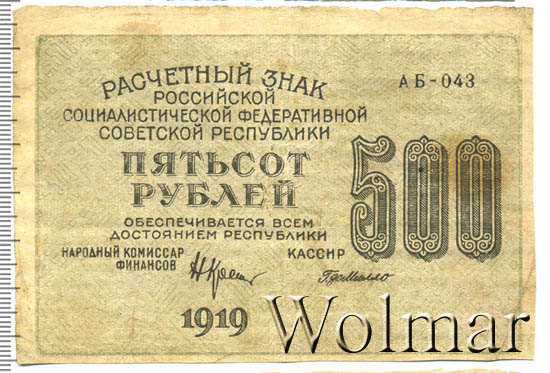 РАСЧЕТНЫЙ ЗНАК
АБ-043
РОССИЙСКОЙ
СОЦИАЛИСТИЧЕСКОЙ ФЕДЕРАТИВНОЙ
СОВЕТСКОЙ РЕСПУБЛИКИ
ПЯТЬСОТ
РУБЛЕЙ
500
ОБЕСПЕЧИВАЕТСЯ ВСЕМ
ДОСТОЯНИЕМ РЕСПУБЛИКИ
НАРОДНЫЙ КОМИССАР
ФИНАНСОВ
КАССИР
1919
Wolmar